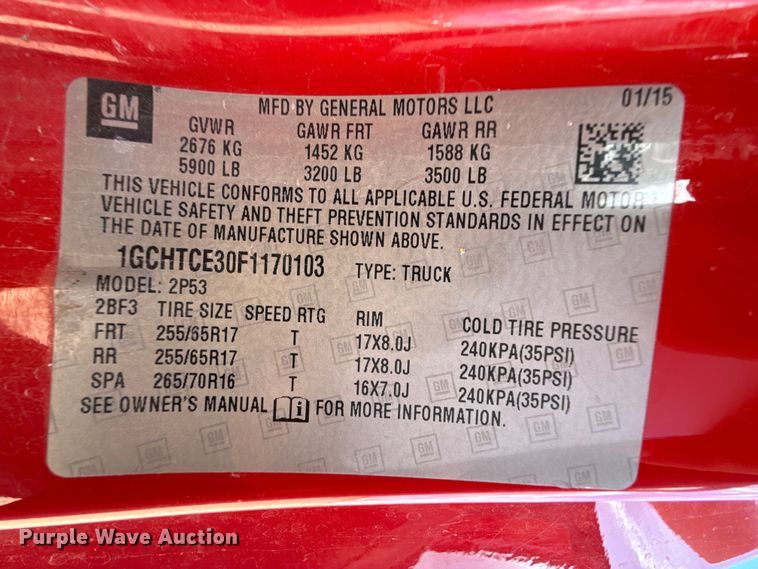 GM
MFD BY GENERAL MOTORS LLC 01/15
GVWR GAWR FRT GAWR RR
2676 KG 1452 KG 1588 KG
5900 LB 3200 LB 3500 LB
THIS VEHICLE CONFORMS TO ALL APPLICABLE U.S. FEDERAL MOTOR
VEHICLE SAFETY AND THEFT PREVENTION STANDARDS IN EFFECT ON
THE DATE OF MANUFACTURE SHOWN ABOVE.
1GCHTCE30F1170103 TYPE: TRUCK
MODEL: 2P53
2BF3 TIRE SIZE SPEED RTG RIM COLD TIRE PRESSURE
FRT 255/65R17 T 17X8.0J 240KPA(35PSI)
RR 255/65R17 T 17X8.0J 240KPA(35PSI)
SPA 265/70R16 T 16X7.0J 240KPA(35PSI)
SEE OWNER'S MANUAL i FOR MORE INFORMATION.
Purple Wave Auction